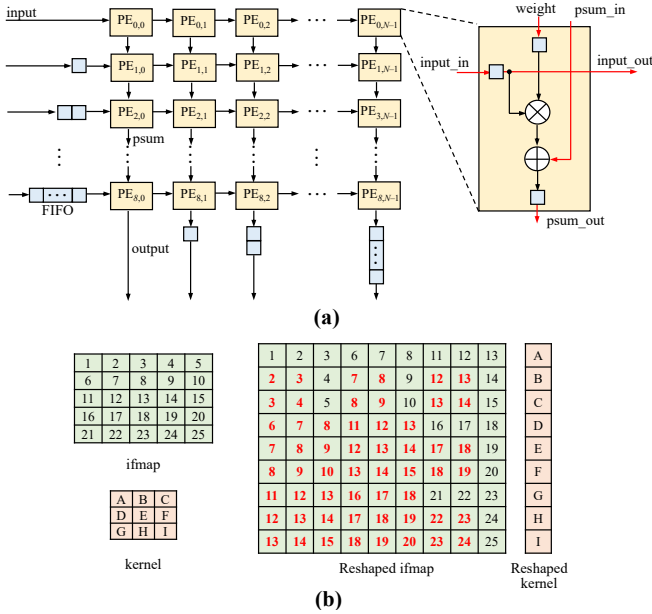 input
PE0,0 PE0,1 PE0,2 ... PE0,N−1
PE1,0 PE1,1 PE1,2 ... PE1,N−1
PE2,0 PE2,1 PE2,2 ... PE3,N−1
psum
PE8,0 PE8,1 PE8,2 ... PE8,N−1
FIFO
output
weight psum_in
input_in input_out
psum_out
(a)
1 2 3 4 5
6 7 8 9 10
11 12 13 14 15
16 17 18 19 20
21 22 23 24 25
ifmap
A B C
D E F
G H I
kernel
1 2 3 6 7 8 11 12 13 A
2 3 4 7 8 9 12 13 14 B
3 4 5 8 9 10 13 14 15 C
6 7 8 11 12 13 16 17 18 D
7 8 9 12 13 14 17 18 19 E
8 9 10 13 14 15 18 19 20 F
11 12 13 16 17 18 21 22 23 G
12 13 14 17 18 19 22 23 24 H
13 14 15 18 19 20 23 24 25 I
Reshaped ifmap
Reshaped
kernel
(b)